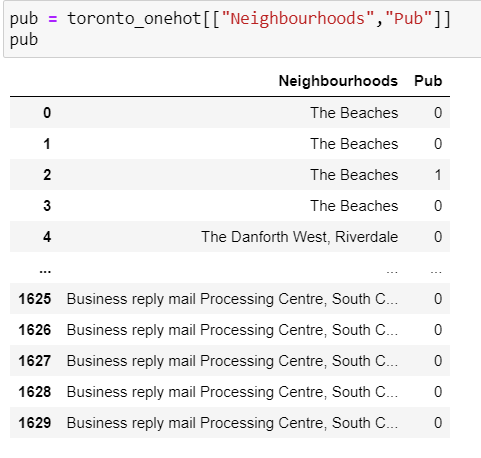 pub = toronto_onehot[["Neighbourhoods","Pub"]]
pub
Neighbourhoods Pub
0 The Beaches 0
1 The Beaches 0
2 The Beaches 1
3 The Beaches 0
4 The Danforth West, Riverdale 0
... ... ...
1625 Business reply mail Processing Centre, South C... 0
1626 Business reply mail Processing Centre, South C... 0
1627 Business reply mail Processing Centre, South C... 0
1628 Business reply mail Processing Centre, South C... 0
1629 Business reply mail Processing Centre, South C... 0